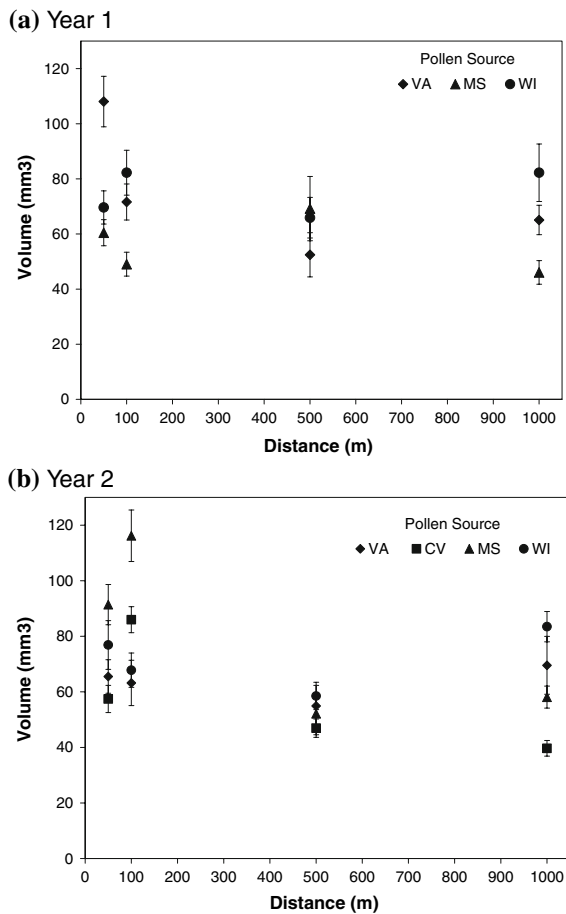 (a) Year 1
Pollen Source
VA MS WI
Volume (mm3)
120
100
80
60
40
20
0
0 100 200 300 400 500 600 700 800 900 1000
Distance (m)
(b) Year 2
Pollen Source
VA CV MS WI
Volume (mm3)
120
100
80
60
40
20
0
0 100 200 300 400 500 600 700 800 900 1000
Distance (m)